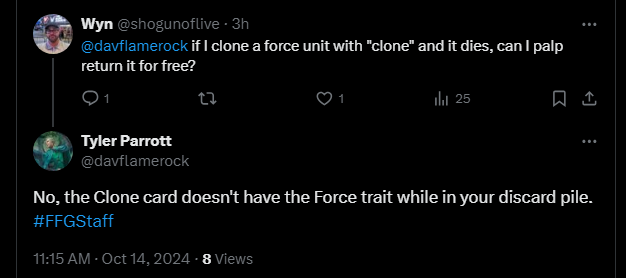 Wyn @shogunoflive · 3h
@davflamerock if I clone a force unit with "clone" and it dies, can I palp
return it for free?
1
1
25
Tyler Parrott
@davflamerock
No, the Clone card doesn't have the Force trait while in your discard pile.
#FFGStaff
11:15 AM · Oct 14, 2024 · 8 Views